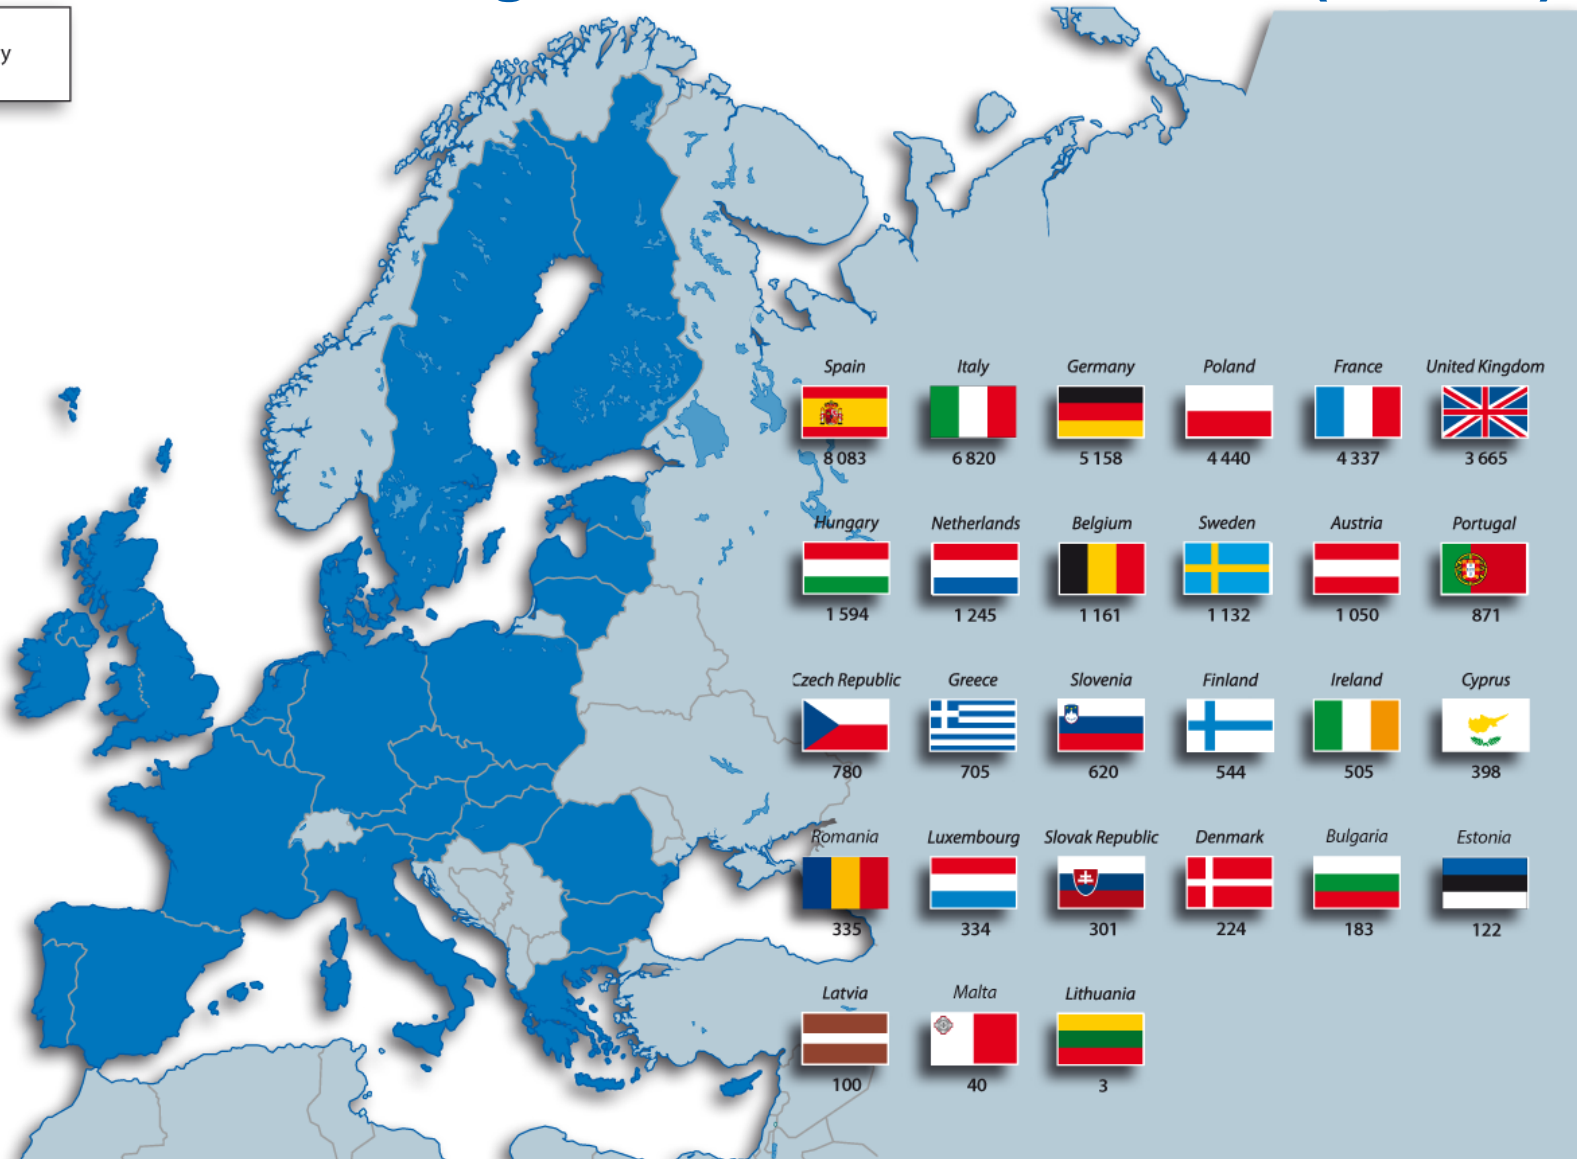 y
Spain Italy Germany Poland France United Kingdom
8 083 6 820 5 158 4 440 4 337 3 665
Hungary Netherlands Belgium Sweden Austria Portugal
1 594 1 245 1 161 1 132 1 050 871
Czech Republic Greece Slovenia Finland Ireland Cyprus
780 705 620 544 505 398
Romania Luxembourg Slovak Republic Denmark Bulgaria Estonia
335 334 301 224 183 122
Latvia Malta Lithuania
100 40 3